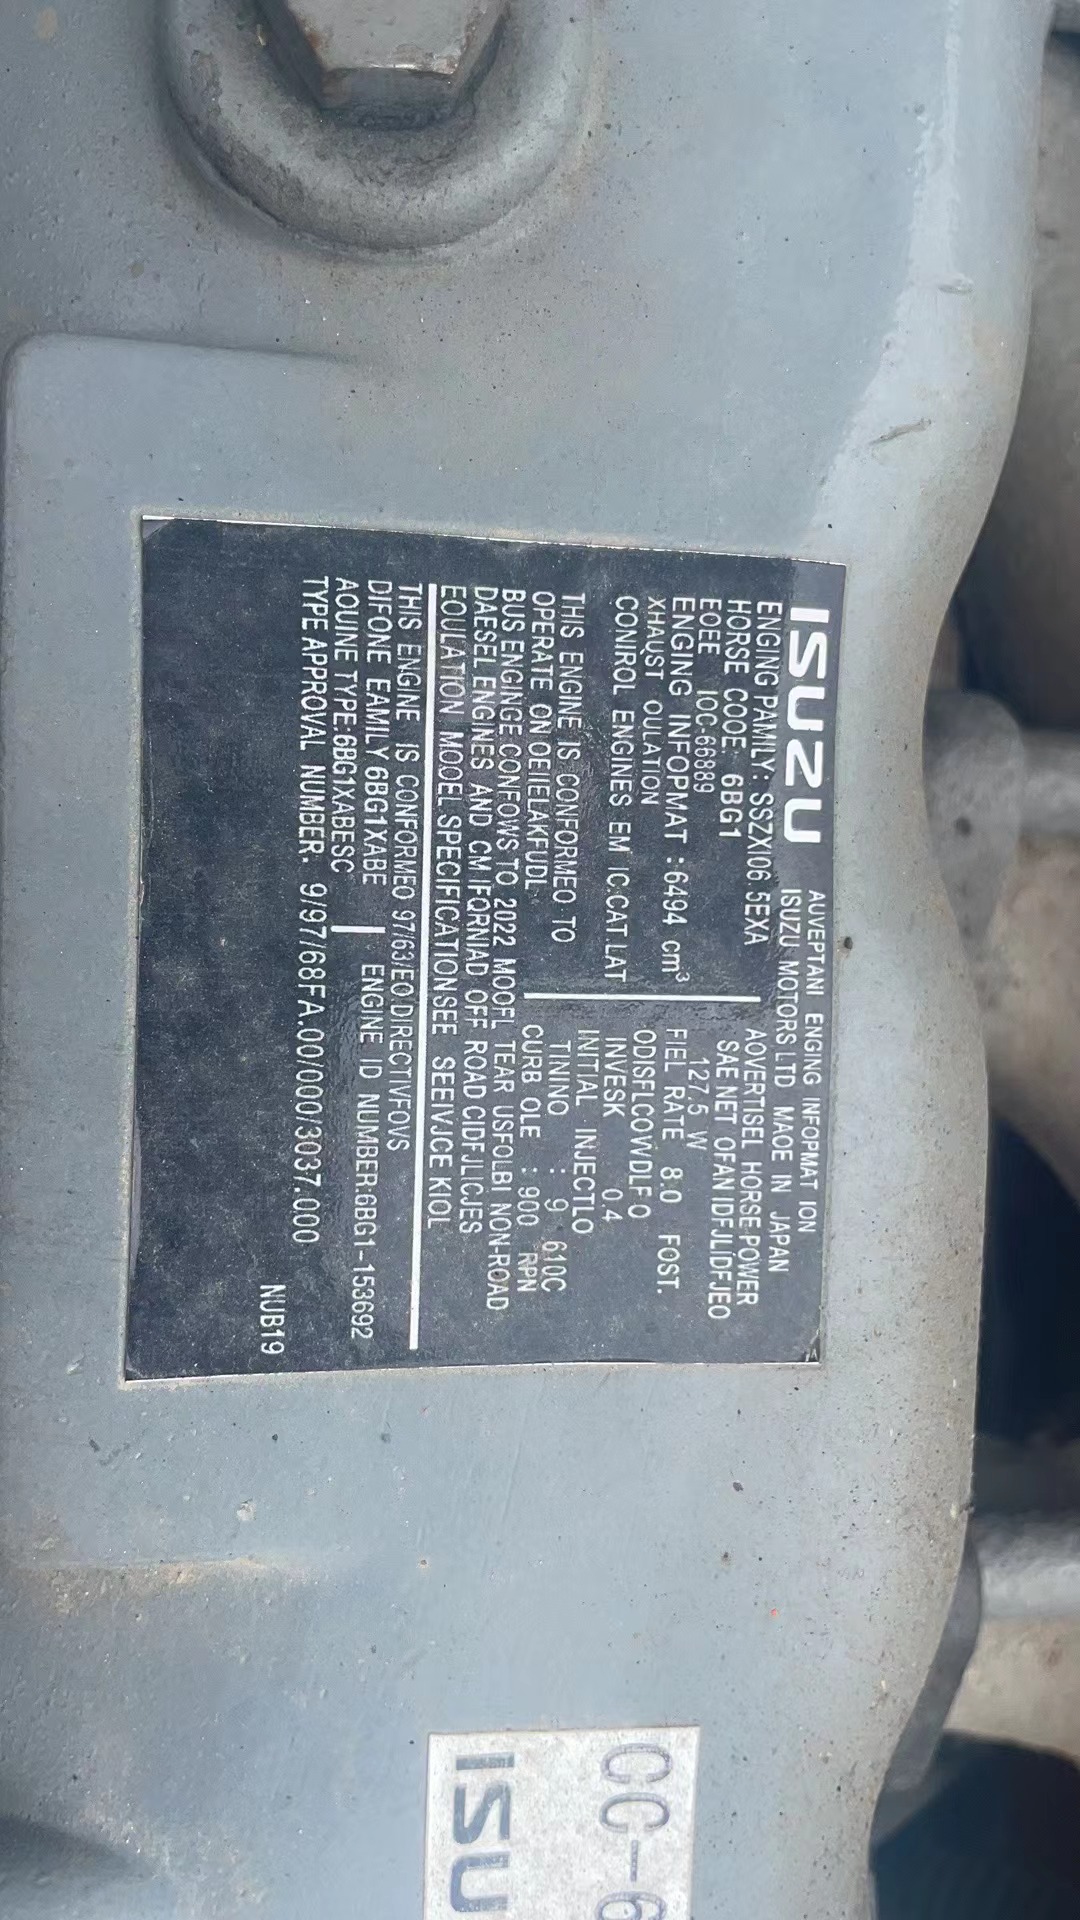 ISUZU
AUVEPTANI ENGING INFOPMAT ION
ISUZU MOTORS LTD MAOE IN JAPAN
ENGING PAMILY: SSZXI06.5EXA
HORSE COOE: 6BG1
EOEE IOC-66889
ENGING INFOPMAT :6494 cm³
XHAUST OULATION
CONIROL ENGINES EM IC.CAT.LAT
AOVERTISEL HORSE-POWER
SAE NET OFAN IDFJLIDFJEO
127.5 W
FIEL RATE 8.0 FOST.
ODISFLCOWDLF-O
INVESK 0.4
INITIAL INJECTLO
TININO : 9 610C
CURB OLE : 900 RPN
THIS ENGINE IS CONFORMEO TO
OPERATE ON OEIIELAKFUDL
BUS ENGINGE CONFOWS TO 2022 MOOFL TEAR USFOLBI NON-ROAD
DAESEL ENGINES AND CM IFQRNIAD OFF ROAD CIDFJLICJES
EOULATION MOOEL SPECIFICATIONSEE SEEIVJCE KIOL
THIS ENGINE IS CONFORMEO 97/63/EO.DIRECTIVFOVS
DIFONE EAMILY 6BG1XABE
AOUINE TYPE:6BG1XABESC
ENGINE ID NUMBER:6BG1-153692
TYPE APPROVAL NUMBER. 9/97/68FA.00/000/3037.000
NUB19
CC-6
ISU